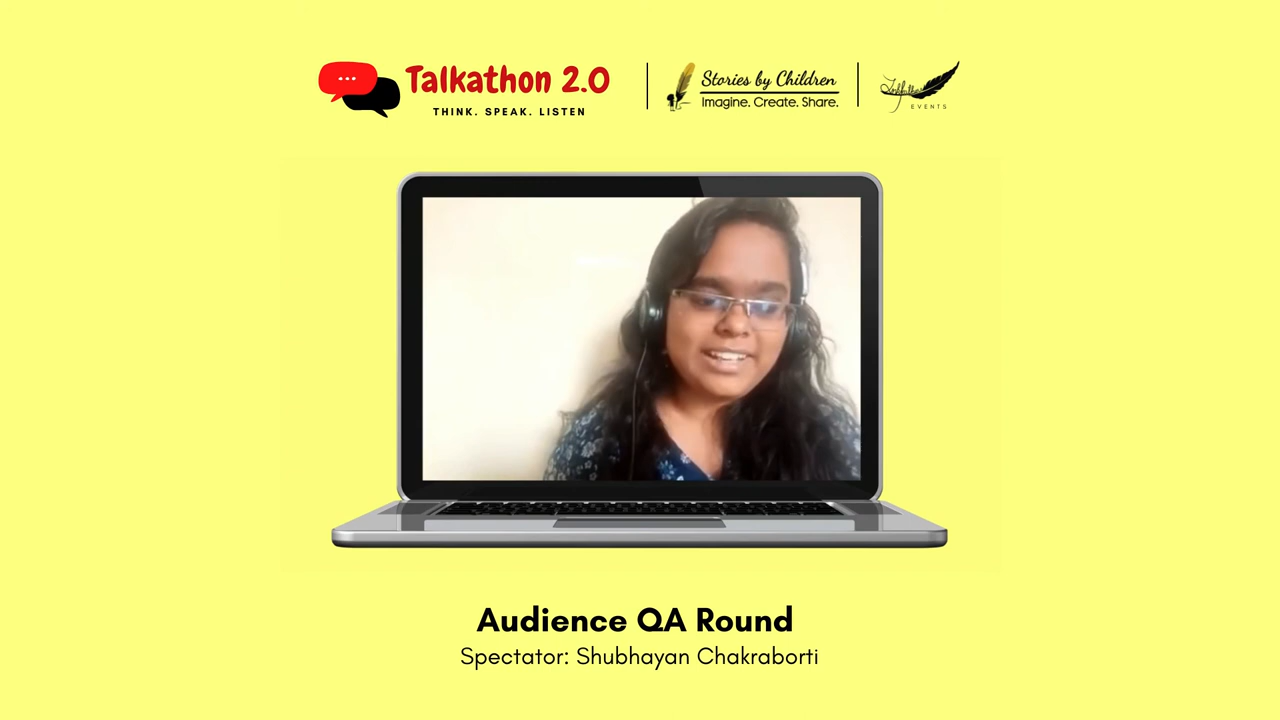 Talkathon 2.0
THINK. SPEAK. LISTEN
Stories by Children
Imagine. Create. Share.
EVENTS
Audience QA Round
Spectator: Shubhayan Chakraborti